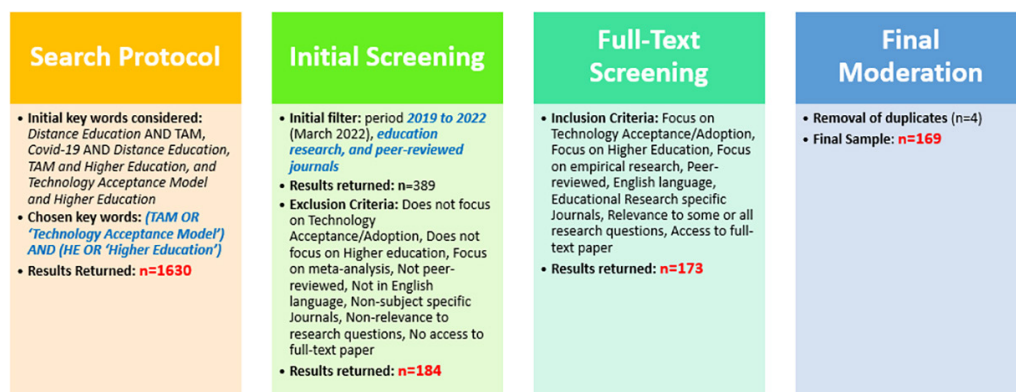 Search Protocol
• Initial key words considered:
Distance Education AND TAM,
Covid-19 AND Distance Education,
TAM and Higher Education, and
Technology Acceptance Model
and Higher Education
• Chosen key words: (TAM OR
‘Technology Acceptance Model’)
AND (HE OR ‘Higher Education’)
• Results Returned: n=1630
Initial Screening
• Initial filter: period 2019 to 2022
(March 2022), education
research, and peer-reviewed
journals
• Results returned: n=389
• Exclusion Criteria: Does not focus
on Technology
Acceptance/Adoption, Does not
focus on Higher education, Focus
on meta-analysis, Not peer-
reviewed, Not in English
language, Non-subject specific
Journals, Non-relevance to
research questions, No access to
full-text paper
• Results returned: n=184
Full-Text
Screening
• Inclusion Criteria: Focus on
Technology Acceptance/Adoption,
Focus on Higher Education, Focus
on empirical research, Peer-
reviewed, English language,
Educational Research specific
Journals, Relevance to some or all
research questions, Access to full-
text paper
• Results returned: n=173
Final
Moderation
• Removal of duplicates (n=4)
• Final Sample: n=169